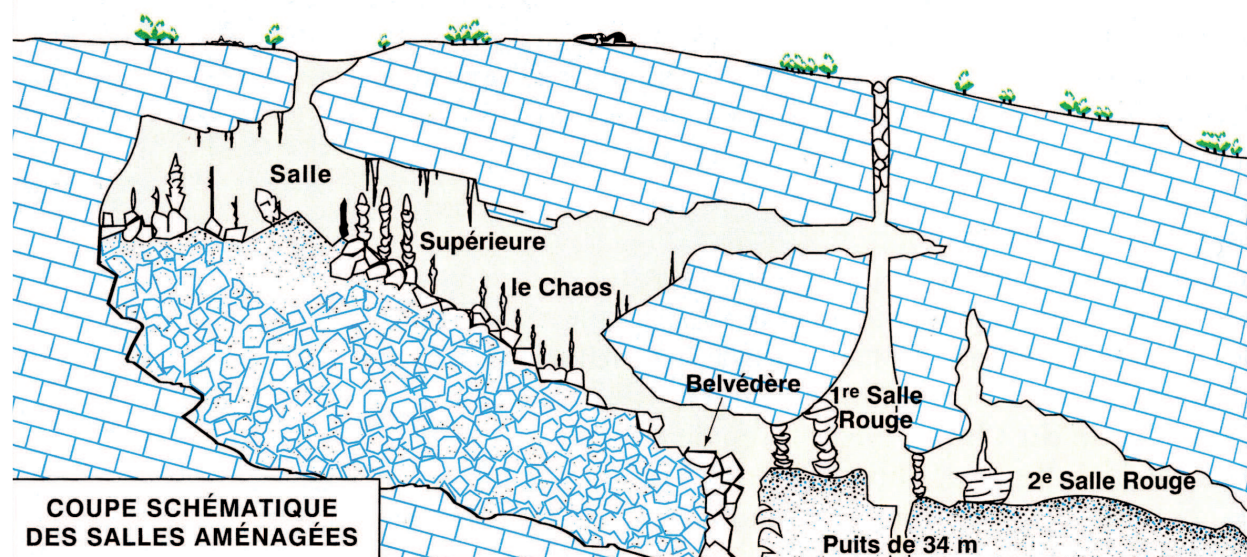 Salle
Supérieure
le Chaos
Belvédère
1re Salle
Rouge
2e Salle Rouge
Puits de 34 m
COUPE SCHÉMATIQUE
DES SALLES AMÉNAGÉES